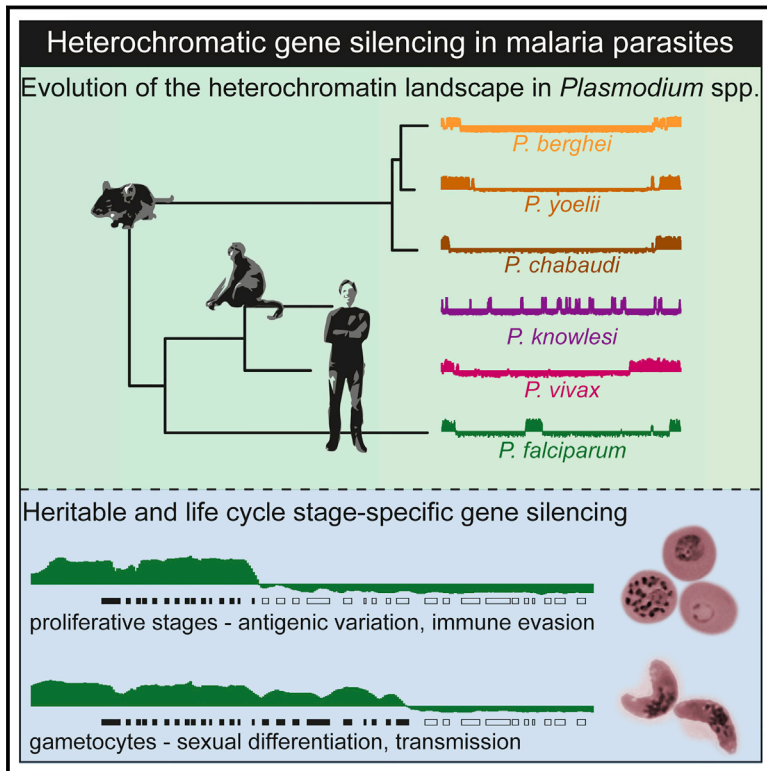 Heterochromatic gene silencing in malaria parasites
Evolution of the heterochromatin landscape in Plasmodium spp.
P. berghei
P. yoelii
P. chabaudi
P. knowlesi
P. vivax
P. falciparum
Heritable and life cycle stage-specific gene silencing
proliferative stages - antigenic variation, immune evasion
gametocytes - sexual differentiation, transmission